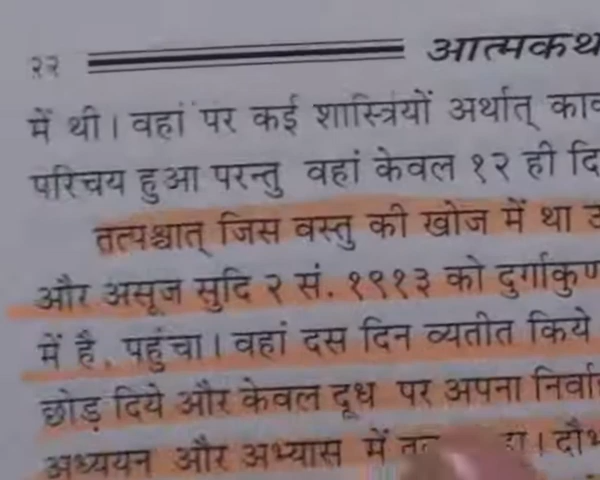 २२ आत्मकथ
में थी। वहां पर कई शास्त्रियों अर्थात् काव
परिचय हुआ परन्तु वहां केवल १२ ही दि
तत्पश्चात् जिस वस्तु की खोज में था उ
और असूज सुदि २ सं. १९१३ को दुर्गाकुण
में है, पहुंचा। वहां दस दिन व्यतीत किये
छोड़ दिये और केवल दूध पर अपना निर्वा
अध्ययन और अभ्यास में